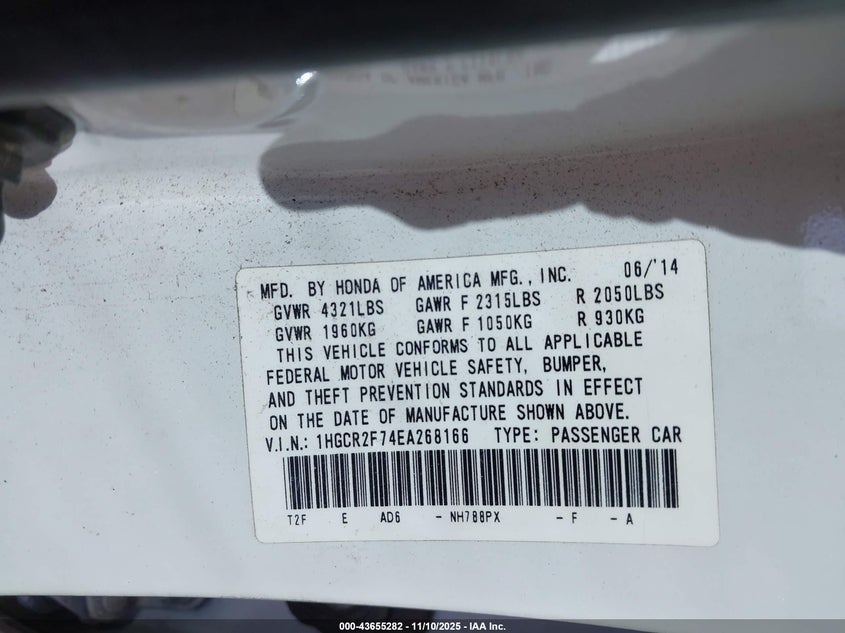 MFD. BY HONDA OF AMERICA MFG., INC. 06/'14
GVWR 4321LBS GAWR F 2315LBS R 2050LBS
GVWR 1960KG GAWR F 1050KG R 930KG
THIS VEHICLE CONFORMS TO ALL APPLICABLE
FEDERAL MOTOR VEHICLE SAFETY, BUMPER,
AND THEFT PREVENTION STANDARDS IN EFFECT
ON THE DATE OF MANUFACTURE SHOWN ABOVE.
V.I.N.: 1HGCR2F74EA268166 TYPE: PASSENGER CAR
T2F E AD6 - NH788PX - F - A
000-43655282 - 11/10/2025 - IAA Inc.